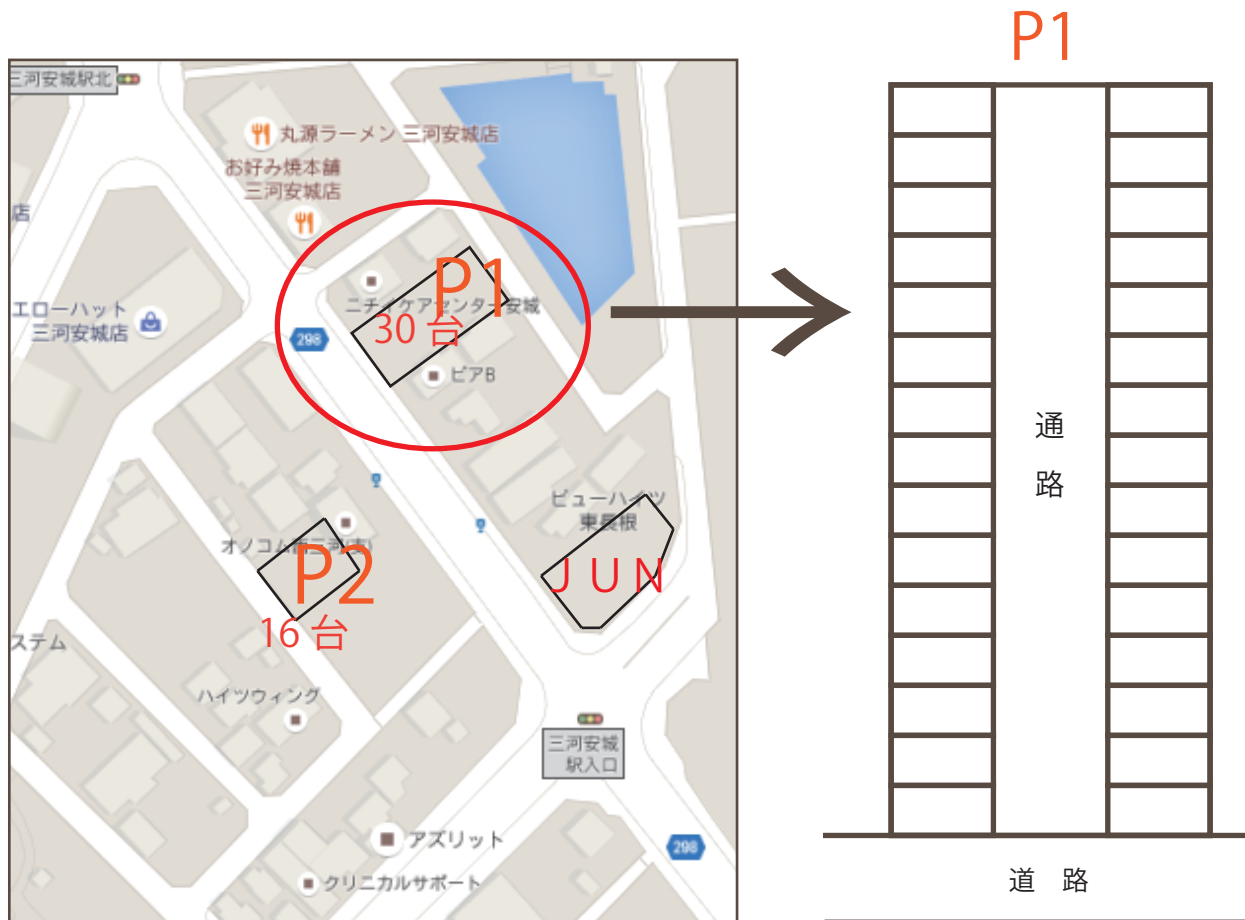 P1
三河安城駅北
丸源ラーメン 三河安城店
お好み焼本舗
三河安城店
店
P1
ニチイケアセンター安城
30 台
エローハット
三河安城店
298
ピアB
通
路
ビューハイツ
東長根
JUN
P2
16 台
ステム
ハイツウィング
三河安城
駅入口
アズリット
298
クリニカルサポート
道 路